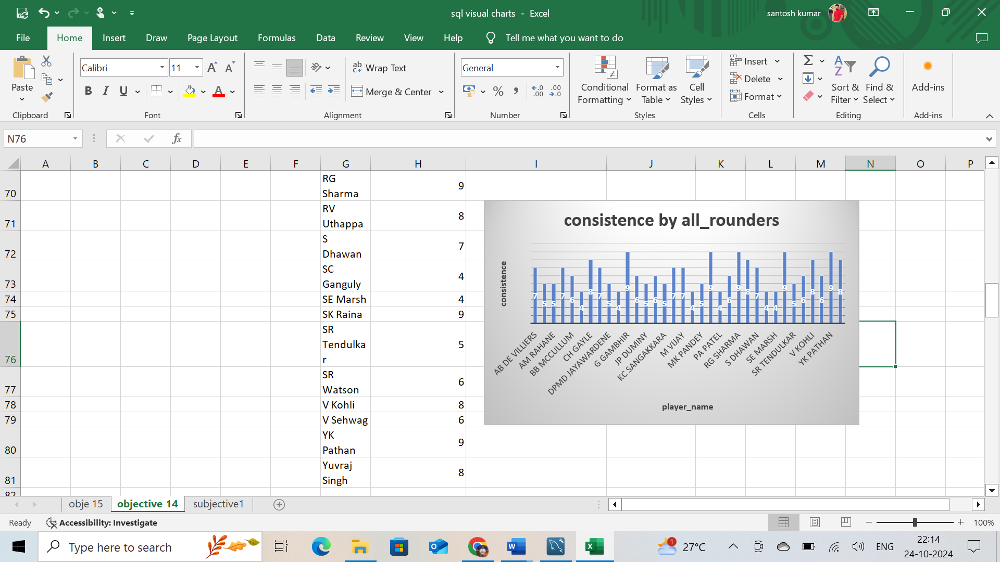 sql visual charts - Excel
santosh kumar
File Home Insert Draw Page Layout Formulas Data Review View Help Tell me what you want to do
Paste
Clipboard
Calibri 11
B I U A
Font
Wrap Text
Merge & Center
Alignment
General
% , .0 .00 .00 .0
Number
Conditional Formatting
Format as Table
Cell Styles
Styles
Insert
Delete
Format
Cells
Sort & Filter
Find & Select
Editing
Add-ins
Add-ins
N76 fx
A B C D E F G H I J K L M N O P
70 RG Sharma 9
71 RV Uthappa 8
72 S Dhawan 7
73 SC Ganguly 4
74 SE Marsh 4
75 SK Raina 9
76 SR Tendulkar 5
77 SR Watson 6
78 V Kohli 8
79 V Sehwag 6
80 YK Pathan 9
81 Yuvraj Singh 8
82
consistence by all_rounders
consistence
7 5 5 7 6 4 8 7 5 4 9 6 5 6 5 7 7 4 5 9 4 6 9 8 7 4 4 9 5 6 8 6 9 8
AB DE VILLIERS
AM RAHANE
BB MCCULLUM
CH GAYLE
DPMD JAYAWARDENE
G GAMBHIR
JP DUMINY
KC SANGAKKARA
M VIJAY
MK PANDEY
PA PATEL
RG SHARMA
S DHAWAN
SE MARSH
SR TENDULKAR
V KOHLI
YK PATHAN
player_name
obje 15 objective 14 subjective1
Ready Accessibility: Investigate 100%
Type here to search
1 27°C ENG 22:14
24-10-2024